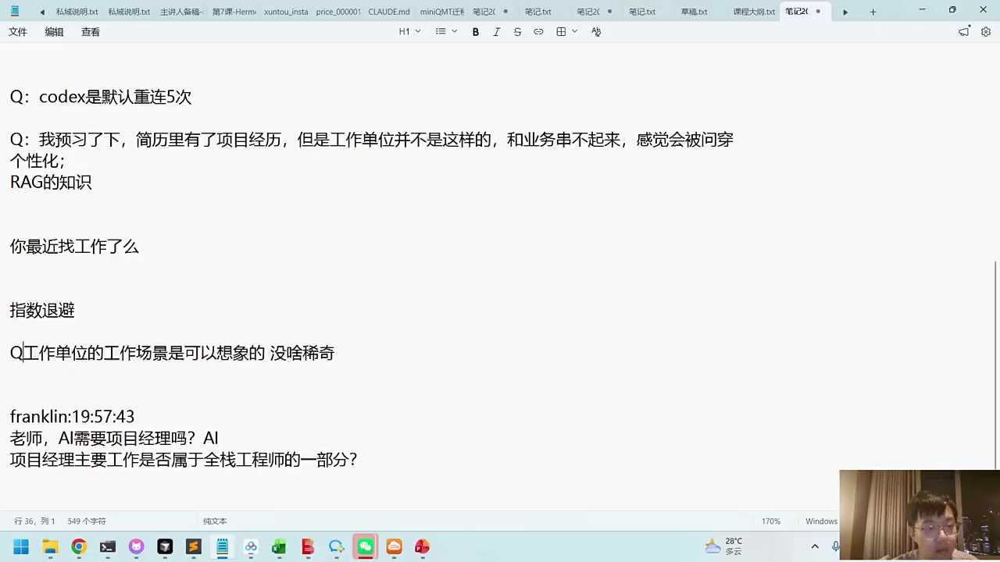 私域说明.txt 私域说明.txt 主讲人备稿- 第7课-Herm xuntou_insta price_000001 CLAUDE.md miniQMT迁移 笔记20 笔记.txt 笔记20 笔记.txt 草稿.txt 课程大纲.txt 笔记20
文件 编辑 查看 H1 B I S
Q：codex是默认重连5次
Q：我预习了下，简历里有了项目经历，但是工作单位并不是这样的，和业务串不起来，感觉会被问穿
个性化；
RAG的知识
你最近找工作了么
指数退避
Q工作单位的工作场景是可以想象的 没啥稀奇
franklin:19:57:43
老师，AI需要项目经理吗？AI
项目经理主要工作是否属于全栈工程师的一部分？
行 36，列 1 549 个字符 纯文本 170% Windows
28°C
多云